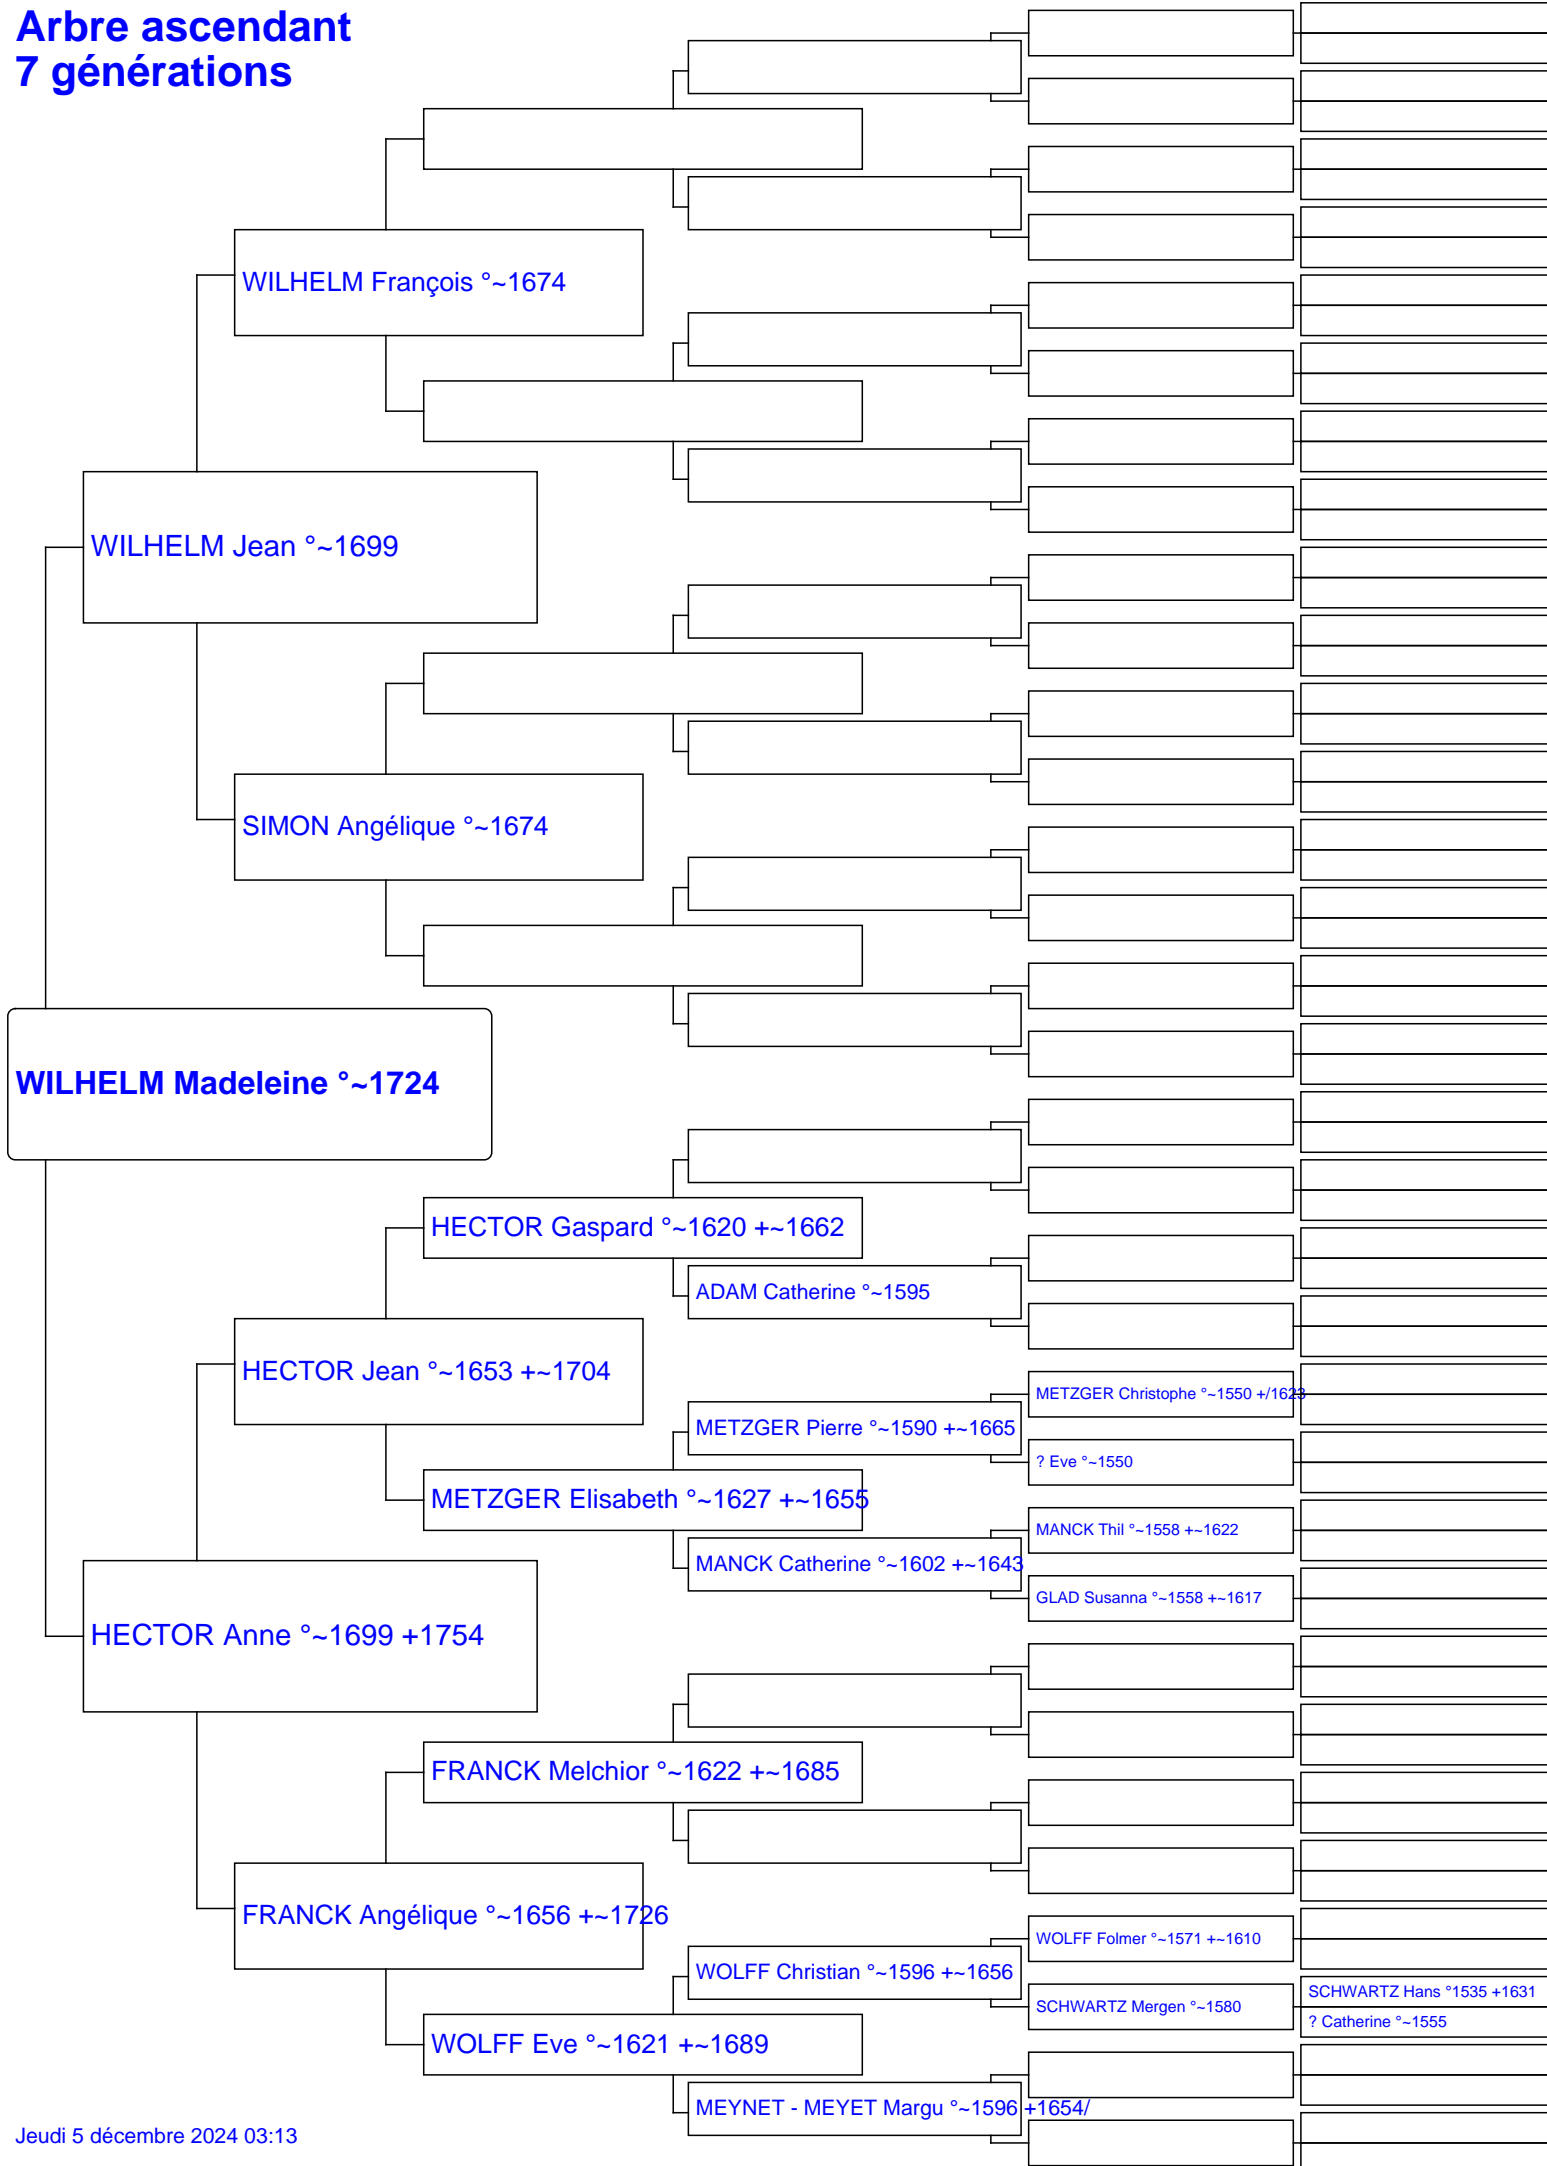 Arbre ascendant
7 générations
WILHELM François °~1674
WILHELM Jean °~1699
SIMON Angélique °~1674
WILHELM Madeleine °~1724
HECTOR Gaspard °~1620 +~1662
ADAM Catherine °~1595
HECTOR Jean °~1653 +~1704
METZGER Christophe °~1550 +/1623
METZGER Pierre °~1590 +~1665
? Eve °~1550
METZGER Elisabeth °~1627 +~1655
MANCK Thil °~1558 +~1622
MANCK Catherine °~1602 +~1643
GLAD Susanna °~1558 +~1617
HECTOR Anne °~1699 +1754
FRANCK Melchior °~1622 +~1685
FRANCK Angélique °~1656 +~1726
WOLFF Folmer °~1571 +~1610
WOLFF Christian °~1596 +~1656
SCHWARTZ Hans °1535 +1631
SCHWARTZ Mergen °~1580
? Catherine °~1555
WOLFF Eve °~1621 +~1689
MEYNET - MEYET Margu °~1596 +1654/
Jeudi 5 décembre 2024 03:13